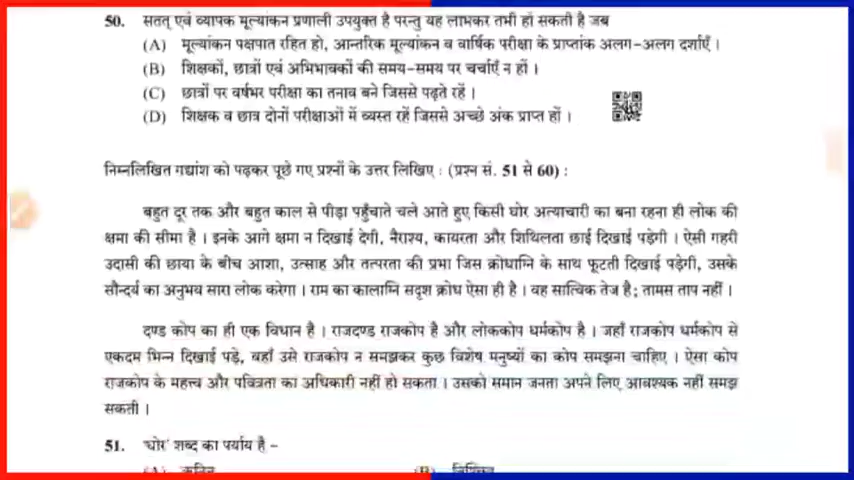 50. सतत् एवं व्यापक मूल्यांकन प्रणाली उपयुक्त है परन्तु यह लाभकर तभी हो सकती है जब
(A) मूल्यांकन पक्षपात रहित हो, आन्तरिक मूल्यांकन व वार्षिक परीक्षा के प्राप्तांक अलग-अलग दर्शाएँ ।
(B) शिक्षकों, छात्रों एवं अभिभावकों की समय-समय पर चर्चाएँ न हों ।
(C) छात्रों पर वर्षभर परीक्षा का तनाव बने जिससे पढ़ते रहें ।
(D) शिक्षक व छात्र दोनों परीक्षाओं में व्यस्त रहें जिससे अच्छे अंक प्राप्त हों ।
निम्नलिखित गद्यांश को पढ़कर पूछे गए प्रश्नों के उत्तर लिखिए : (प्रश्न सं. 51 से 60) :
बहुत दूर तक और बहुत काल से पीड़ा पहुँचाते चले आते हुए किसी घोर अत्याचारी का बना रहना ही लोक की
क्षमा की सीमा है । इनके आगे क्षमा न दिखाई देगी, नैराश्य, कायरता और शिथिलता छाई दिखाई पड़ेगी । ऐसी गहरी
उदासी की छाया के बीच आशा, उत्साह और तत्परता की प्रभा जिस क्रोधाग्नि के साथ फूटती दिखाई पड़ेगी, उसके
सौन्दर्य का अनुभव सारा लोक करेगा । राम का कालाग्नि सदृश क्रोध ऐसा ही है । वह सात्विक तेज है; तामस ताप नहीं ।
दण्ड कोप का ही एक विधान है । राजदण्ड राजकोप है और लोककोप धर्मकोप है । जहाँ राजकोप धर्मकोप से
एकदम भिन्न दिखाई पड़े, वहाँ उसे राजकोप न समझकर कुछ विशेष मनुष्यों का कोप समझना चाहिए । ऐसा कोप
राजकोप के महत्त्व और पवित्रता का अधिकारी नहीं हो सकता । उसको समान जनता अपने लिए आवश्यक नहीं समझ
सकती ।
51. 'घोर' शब्द का पर्याय है -
(A) (B)